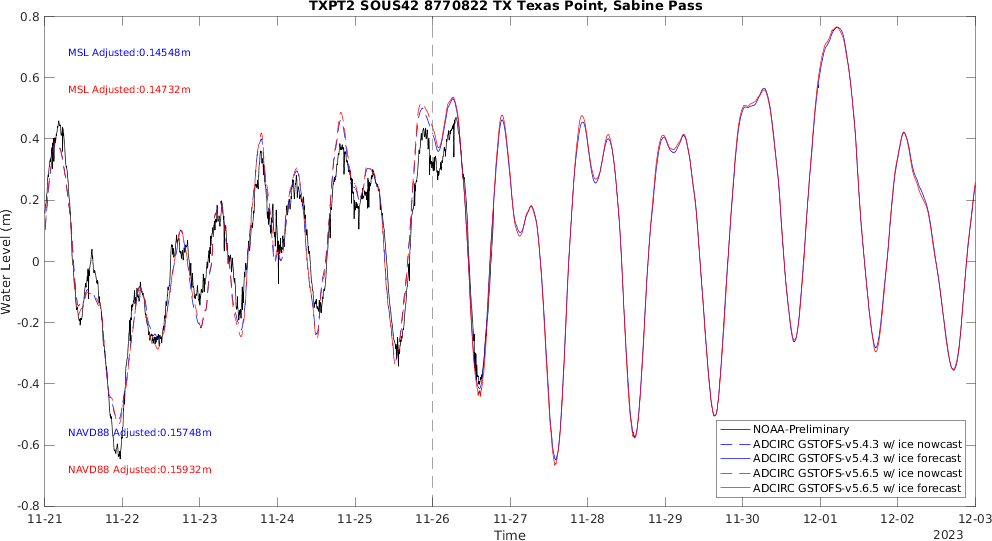 TXPT2 SOUS42 8770822 TX Texas Point, Sabine Pass
Water Level (m)
0.8
0.6
0.4
0.2
0
-0.2
-0.4
-0.6
-0.8
MSL Adjusted:0.14548m
MSL Adjusted:0.14732m
NAVD88 Adjusted:0.15748m
NAVD88 Adjusted:0.15932m
NOAA-Preliminary
ADCIRC GSTOFS-v5.4.3 w/ ice nowcast
ADCIRC GSTOFS-v5.4.3 w/ ice forecast
ADCIRC GSTOFS-v5.6.5 w/ ice nowcast
ADCIRC GSTOFS-v5.6.5 w/ ice forecast
11-21 11-22 11-23 11-24 11-25 11-26 11-27 11-28 11-29 11-30 12-01 12-02 12-03
Time
2023